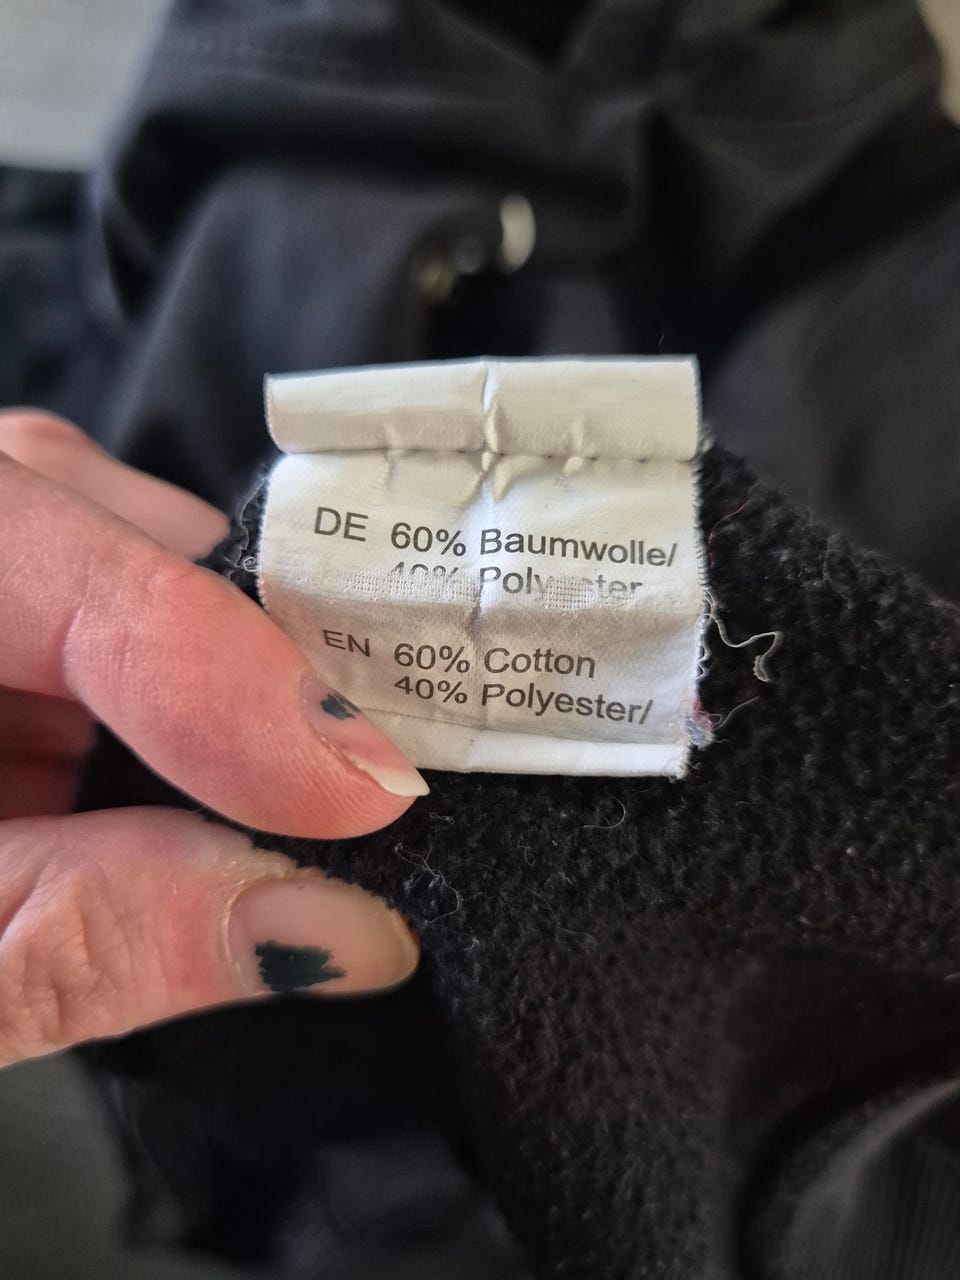 DE 60% Baumwolle/
40% Polyester
EN 60% Cotton
40% Polyester/